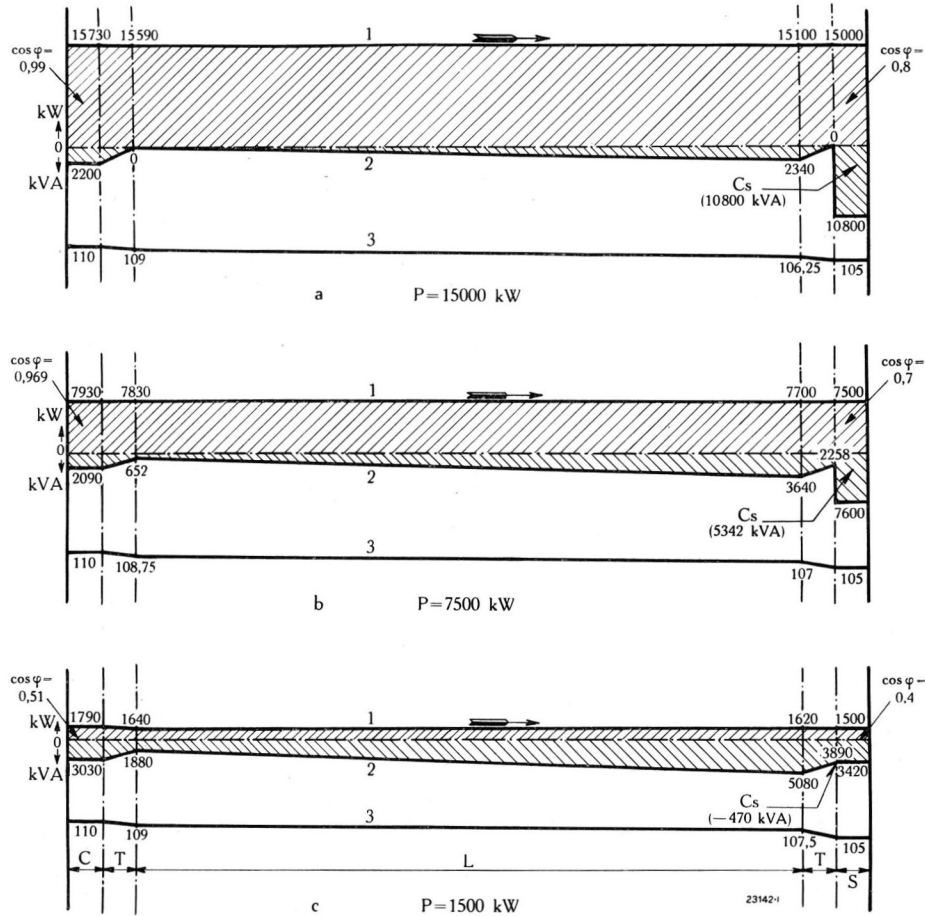 15730 15590 1 15100 15000
cos φ =
0,99
cos φ =
0,8
kW
0
kVA
0
2200
0
2
2340
Cs
(10800 kVA)
10800
110
109
3
106,25
105
a P=15000 kW
cos φ =
0,969
cos φ =
0,7
7930 7830 1 7700 7500
kW
0
kVA
2258
2090
652
2
3640
Cs
(5342 kVA)
7600
110
108,75
3
107
105
b P=7500 kW
cos φ =
0,51
cos φ =
0,4
1790 1640 1 1620 1500
kW
0
kVA
3890
3030
1880
2
5080
3420
Cs
(—470 kVA)
110
109
3
107,5
105
C T L T S
23142-I
c P=1500 kW